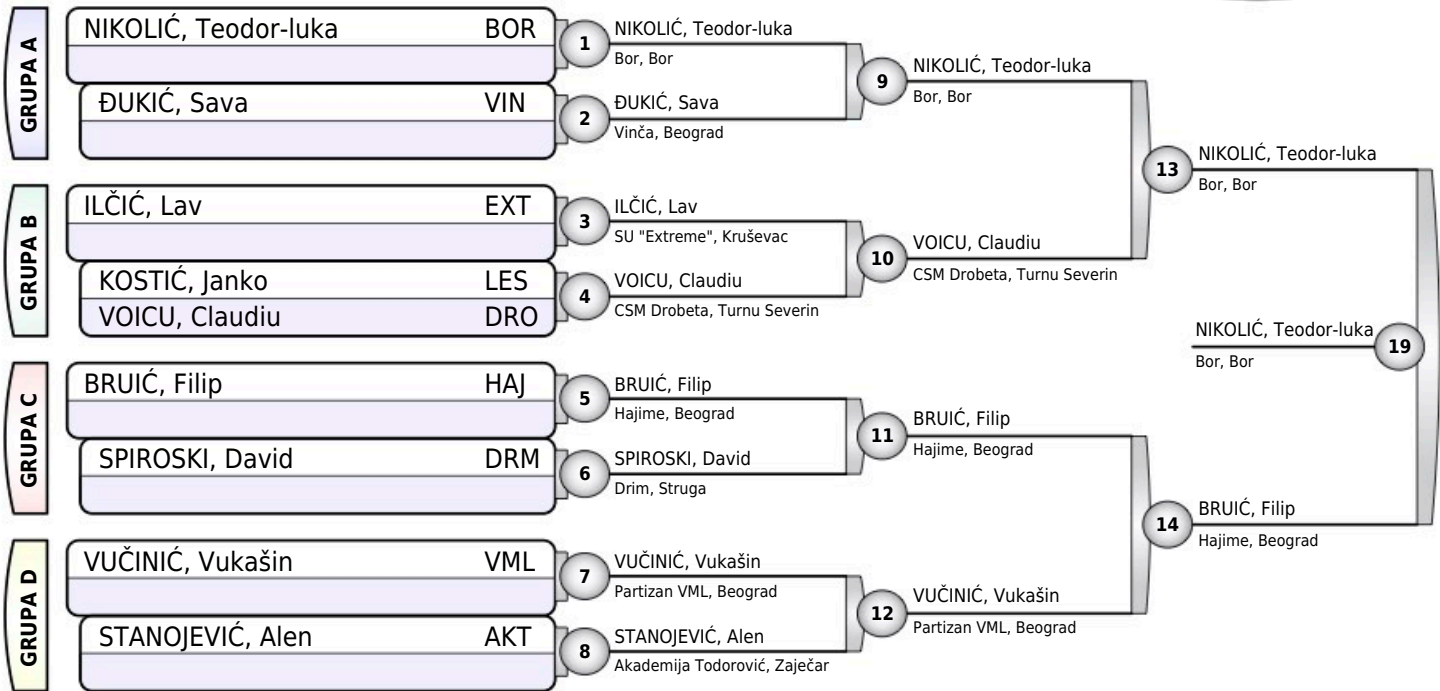 GRUPA A
NIKOLIĆ, Teodor-luka BOR
ĐUKIĆ, Sava VIN
GRUPA B
ILČIĆ, Lav EXT
KOSTIĆ, Janko LES
VOICU, Claudiu DRO
GRUPA C
BRUIĆ, Filip HAJ
SPIROSKI, David DRM
GRUPA D
VUČINIĆ, Vukašin VML
STANOJEVIĆ, Alen AKT
1
NIKOLIĆ, Teodor-luka
Bor, Bor
2
ĐUKIĆ, Sava
Vinča, Beograd
3
ILČIĆ, Lav
SU "Extreme", Kruševac
4
VOICU, Claudiu
CSM Drobeta, Turnu Severin
5
BRUIĆ, Filip
Hajime, Beograd
6
SPIROSKI, David
Drim, Struga
7
VUČINIĆ, Vukašin
Partizan VML, Beograd
8
STANOJEVIĆ, Alen
Akademija Todorović, Zaječar
9
NIKOLIĆ, Teodor-luka
Bor, Bor
10
VOICU, Claudiu
CSM Drobeta, Turnu Severin
11
BRUIĆ, Filip
Hajime, Beograd
12
VUČINIĆ, Vukašin
Partizan VML, Beograd
13
NIKOLIĆ, Teodor-luka
Bor, Bor
14
BRUIĆ, Filip
Hajime, Beograd
NIKOLIĆ, Teodor-luka
Bor, Bor
19